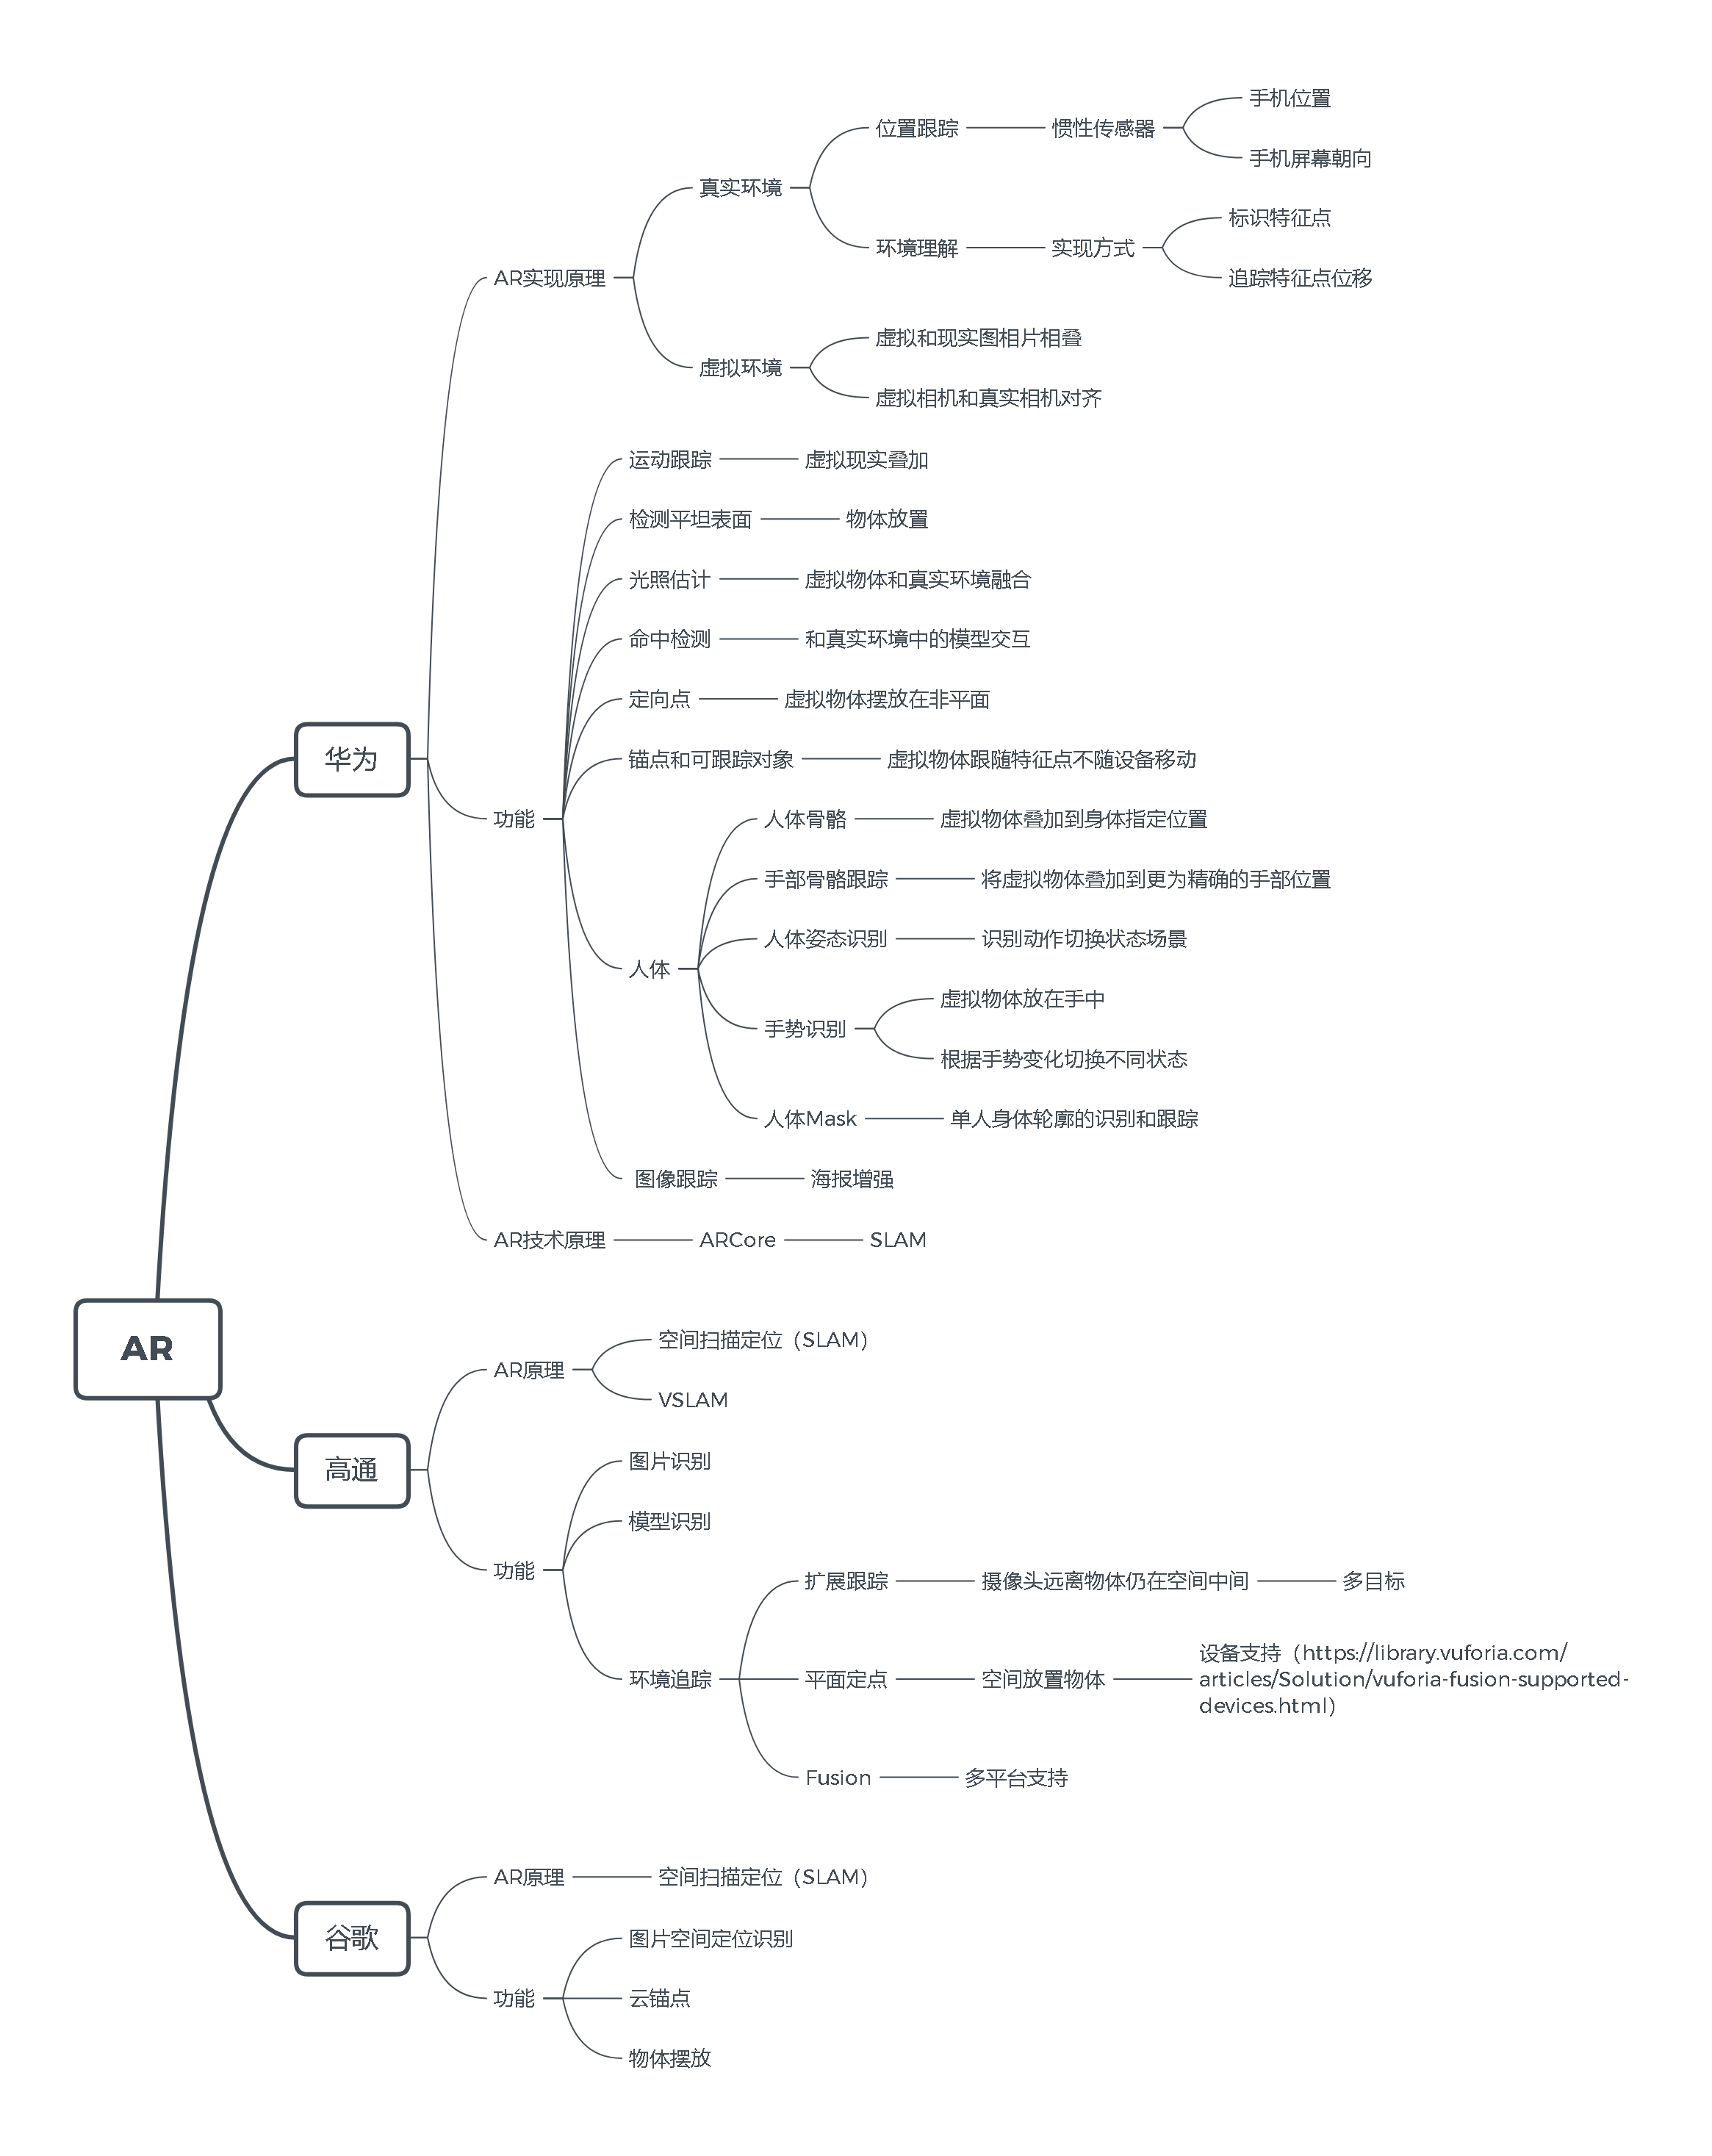 AR
华为
AR实现原理
真实环境
位置跟踪
惯性传感器
手机位置
手机屏幕朝向
环境理解
实现方式
标识特征点
追踪特征点位移
虚拟环境
虚拟和现实图相片相叠
虚拟相机和真实相机对齐
功能
运动跟踪
虚拟现实叠加
检测平坦表面
物体放置
光照估计
虚拟物体和真实环境融合
命中检测
和真实环境中的模型交互
定向点
虚拟物体摆放在非平面
锚点和可跟踪对象
虚拟物体跟随特征点不随设备移动
人体
人体骨骼
虚拟物体叠加到身体指定位置
手部骨骼跟踪
将虚拟物体叠加到更为精确的手部位置
人体姿态识别
识别动作切换状态场景
手势识别
虚拟物体放在手中
根据手势变化切换不同状态
人体Mask
单人身体轮廓的识别和跟踪
图像跟踪
海报增强
AR技术原理
ARCore
SLAM
高通
AR原理
空间扫描定位（SLAM）
VSLAM
功能
图片识别
模型识别
环境追踪
扩展跟踪
摄像头远离物体仍在空间中间
多目标
平面定点
空间放置物体
设备支持（https://library.vuforia.com/
articles/Solution/vuforia-fusion-supported-
devices.html）
Fusion
多平台支持
谷歌
AR原理
空间扫描定位（SLAM）
功能
图片空间定位识别
云锚点
物体摆放